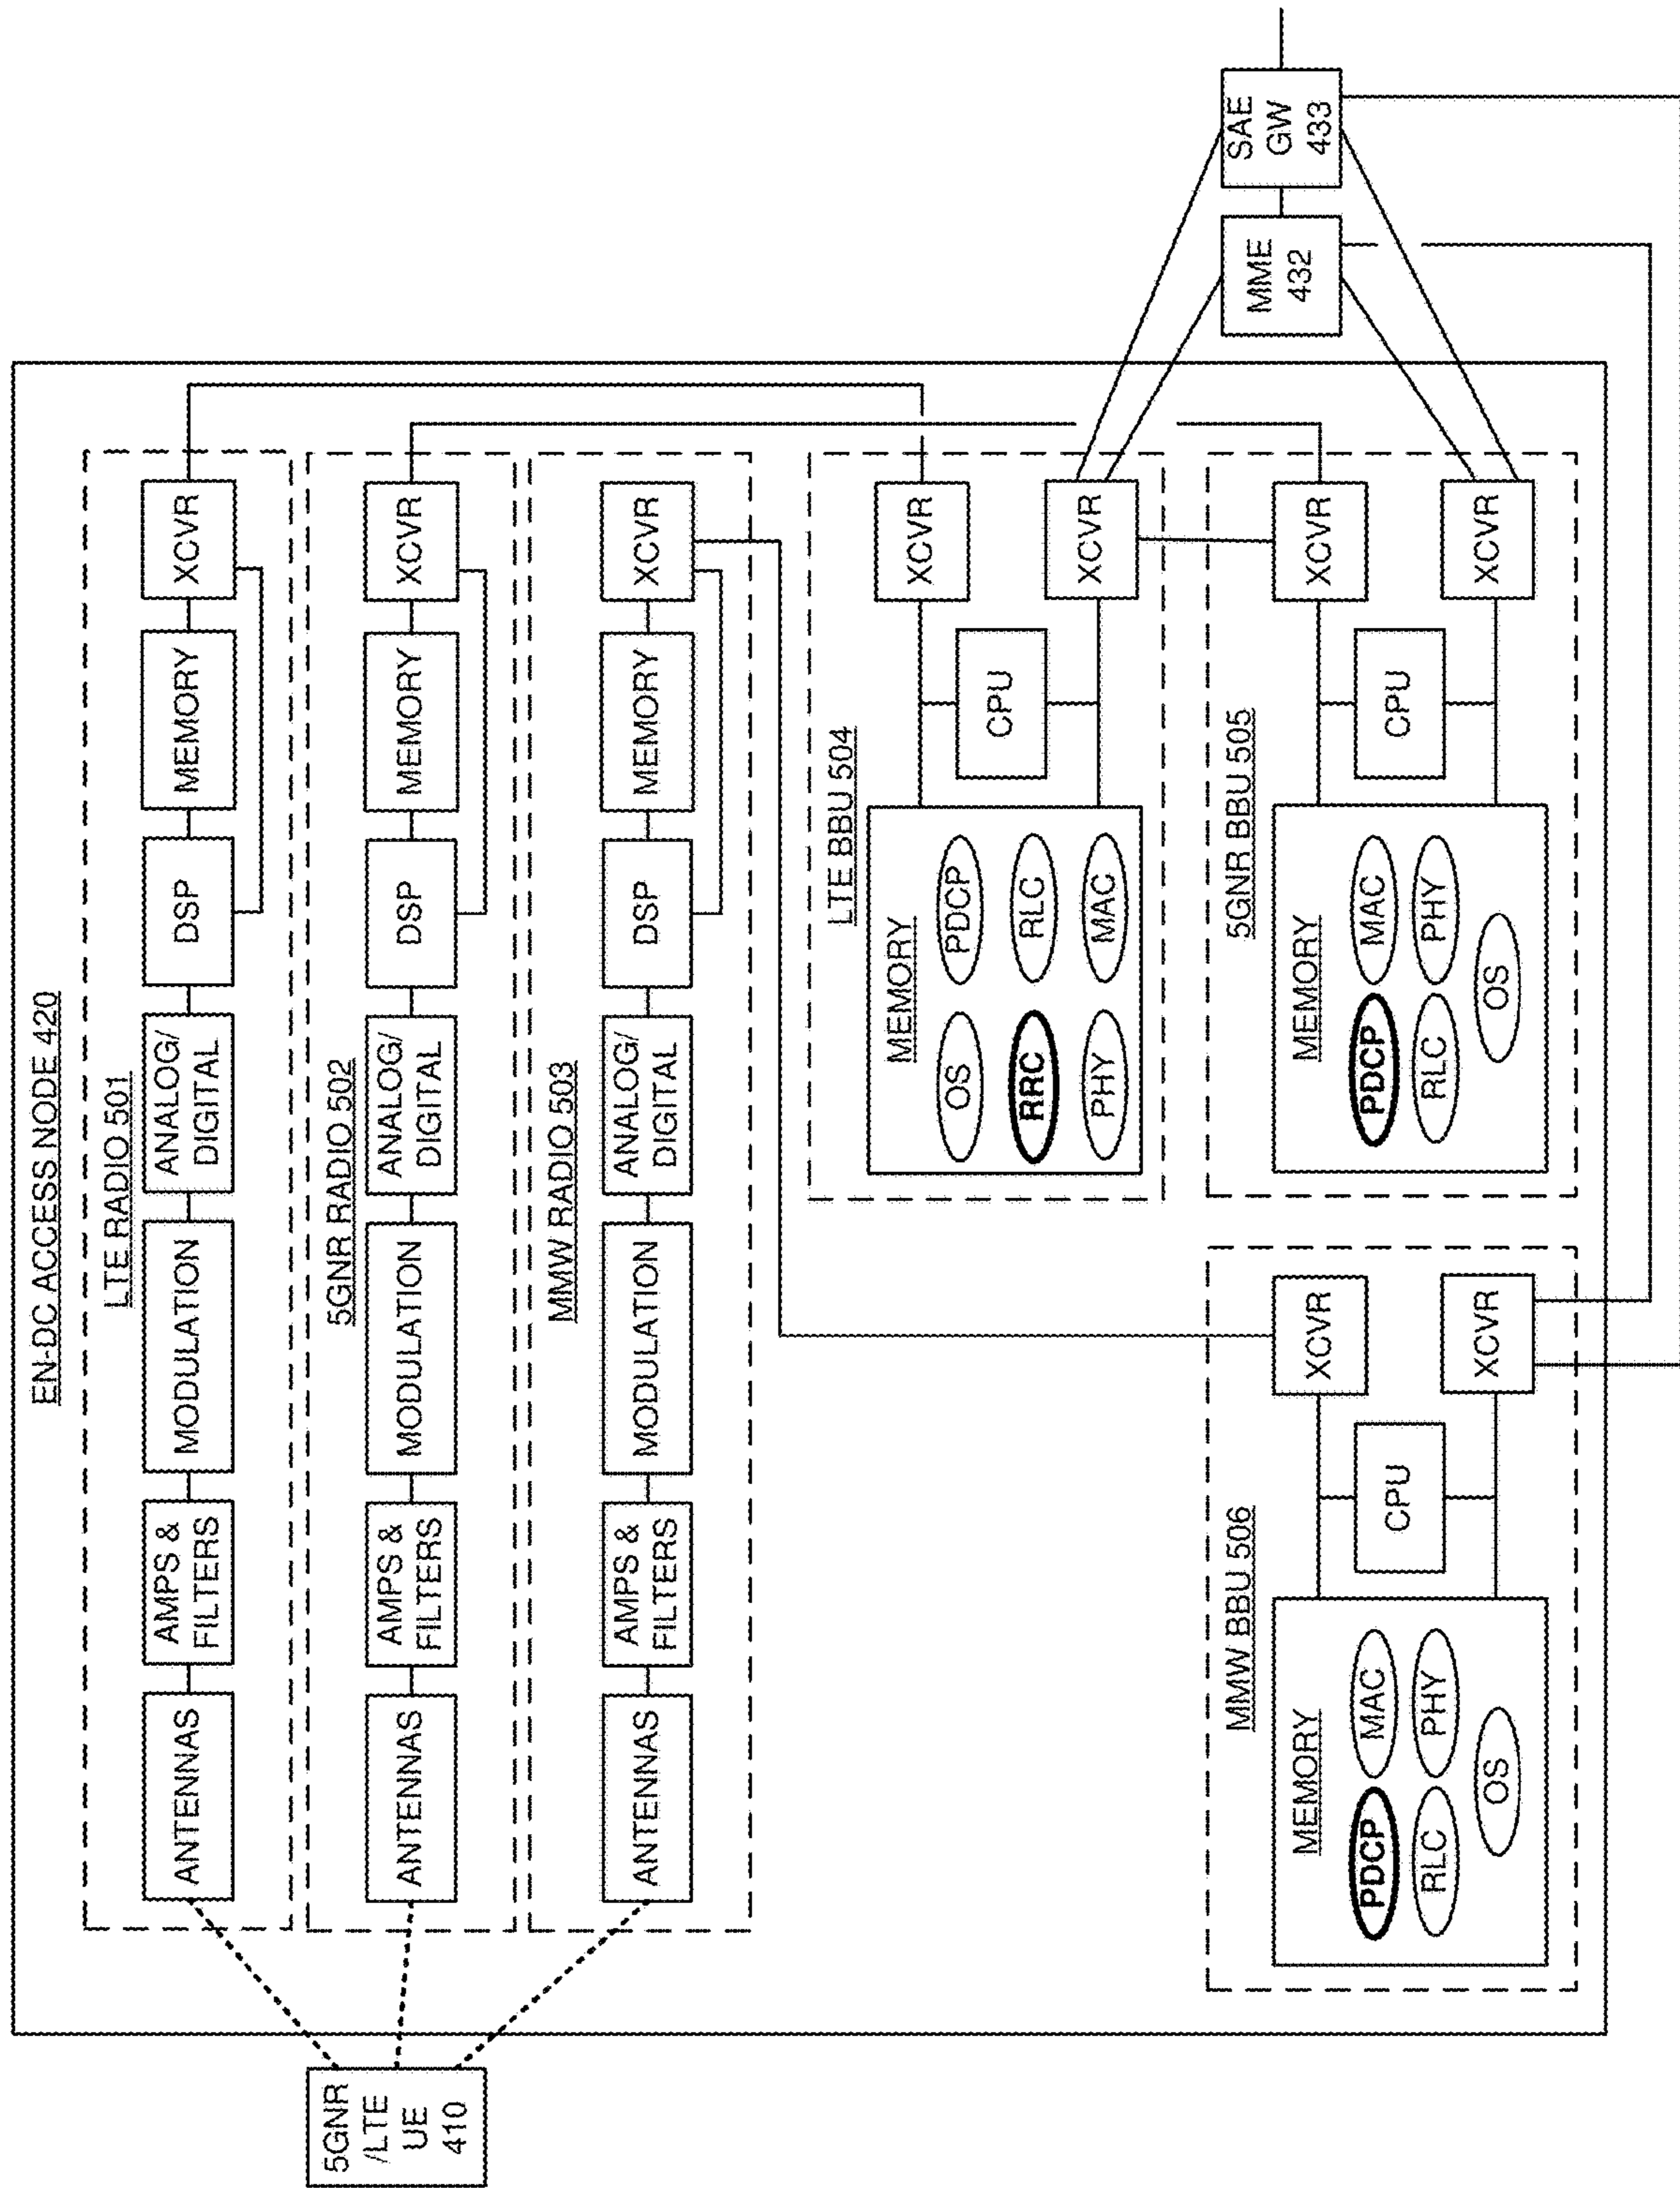 EN-DC ACCESS NODE 420
LTE RADIO 501
ANTENNAS
AMPS &
FILTERS
MODULATION
ANALOG/
DIGITAL
DSP
MEMORY
XCVR
5GNR RADIO 502
ANTENNAS
AMPS &
FILTERS
MODULATION
ANALOG/
DIGITAL
DSP
MEMORY
XCVR
MMW RADIO 503
ANTENNAS
AMPS &
FILTERS
MODULATION
ANALOG/
DIGITAL
DSP
MEMORY
XCVR
5GNR
/LTE
UE
410
LTE BBU 504
MEMORY
OS
PDCP
RRC
RLC
PHY
MAC
CPU
XCVR
XCVR
MMW BBU 506
MEMORY
PDCP
MAC
RLC
PHY
OS
CPU
XCVR
XCVR
5GNR BBU 505
MEMORY
PDCP
MAC
RLC
PHY
OS
CPU
XCVR
XCVR
MME
432
SAE
GW
433